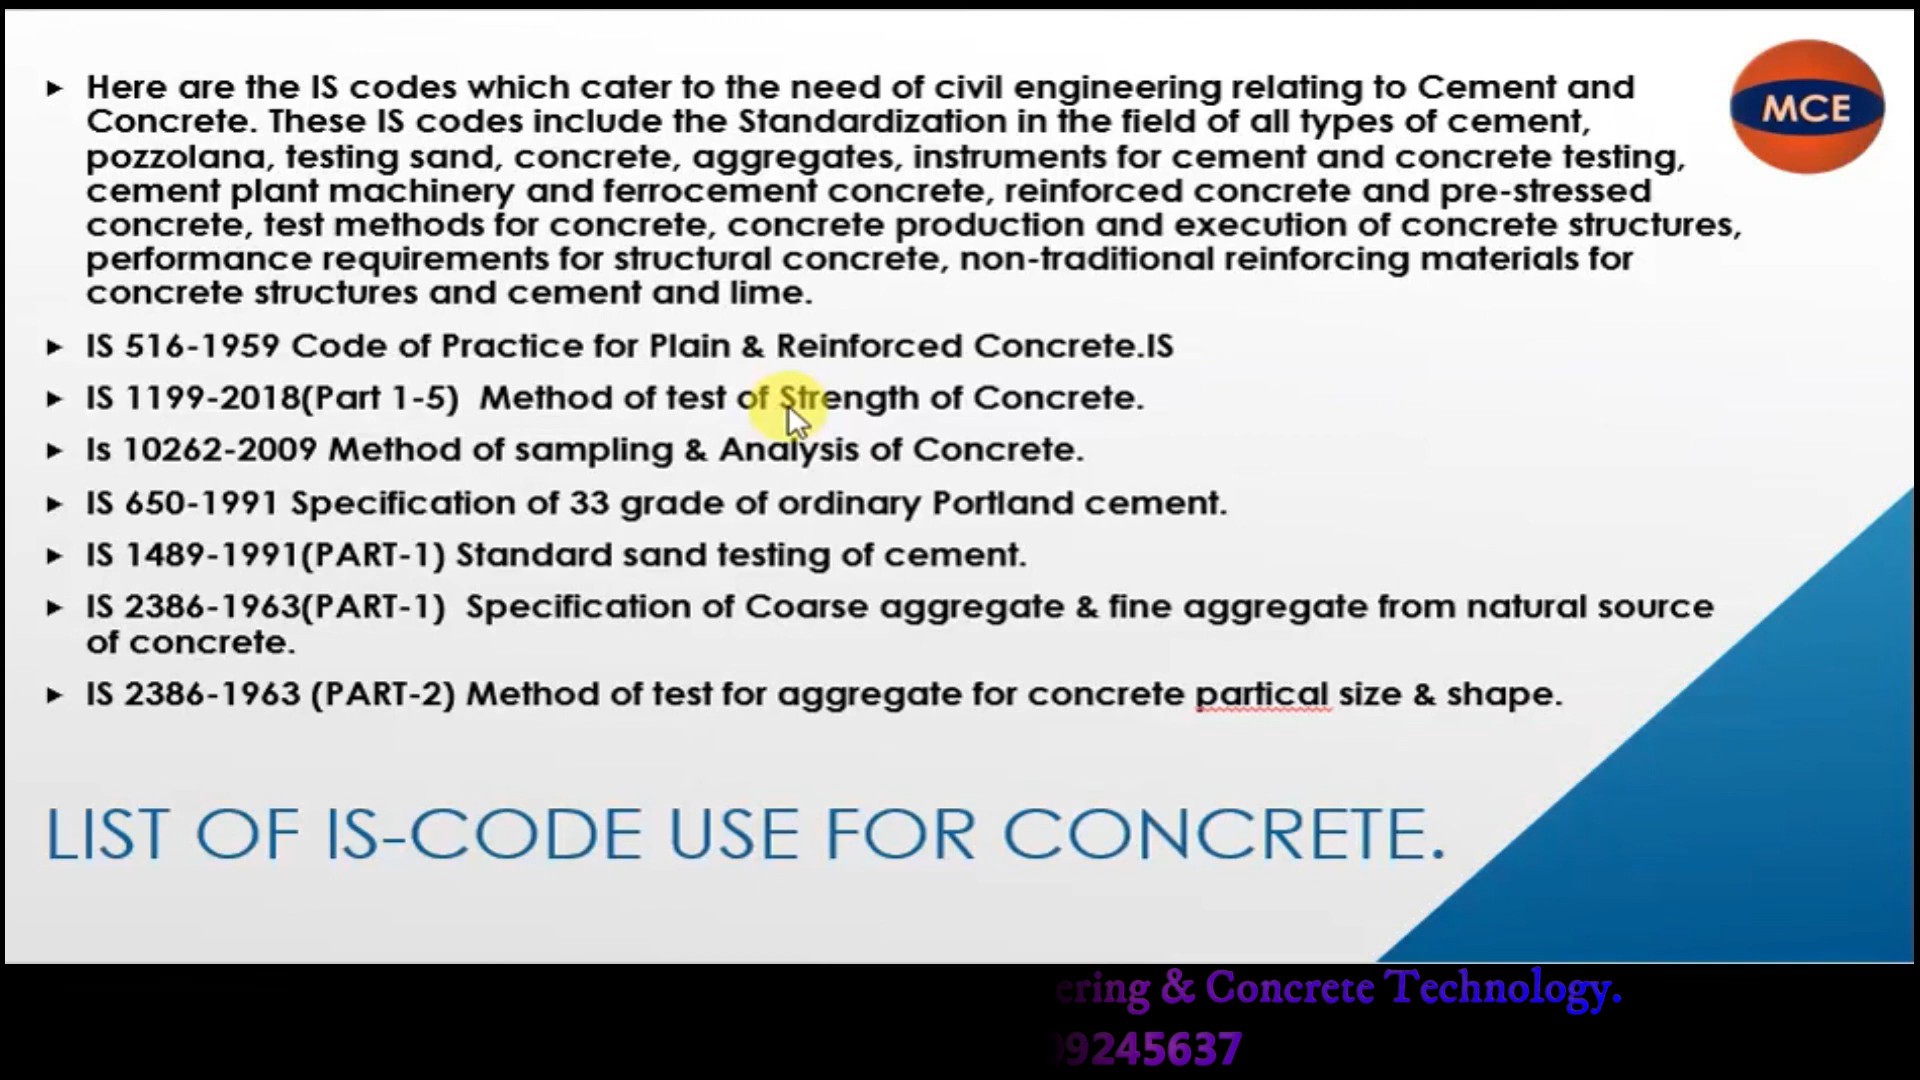 Here are the IS codes which cater to the need of civil engineering relating to Cement and
Concrete. These IS codes include the Standardization in the field of all types of cement,
pozzolana, testing sand, concrete, aggregates, instruments for cement and concrete testing,
cement plant machinery and ferrocement concrete, reinforced concrete and pre-stressed
concrete, test methods for concrete, concrete production and execution of concrete structures,
performance requirements for structural concrete, non-traditional reinforcing materials for
concrete structures and cement and lime.
MCE
IS 516-1959 Code of Practice for Plain & Reinforced Concrete.IS
IS 1199-2018(Part 1-5) Method of test of Strength of Concrete.
Is 10262-2009 Method of sampling & Analysis of Concrete.
IS 650-1991 Specification of 33 grade of ordinary Portland cement.
IS 1489-1991(PART-1) Standard sand testing of cement.
IS 2386-1963(PART-1) Specification of Coarse aggregate & fine aggregate from natural source
of concrete.
IS 2386-1963 (PART-2) Method of test for aggregate for concrete partical size & shape.
LIST OF IS-CODE USE FOR CONCRETE.
ering & Concrete Technology.
9245637